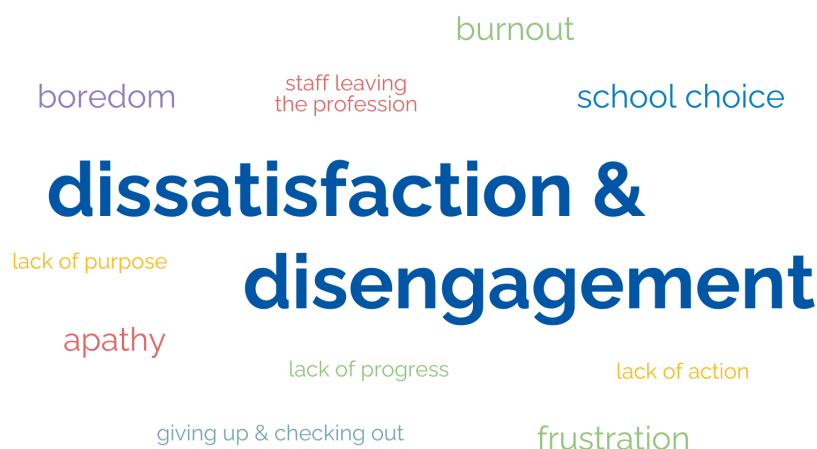 burnout
boredom
staff leaving
the profession
school choice
dissatisfaction &
disengagement
lack of purpose
apathy
lack of progress
lack of action
giving up & checking out
frustration